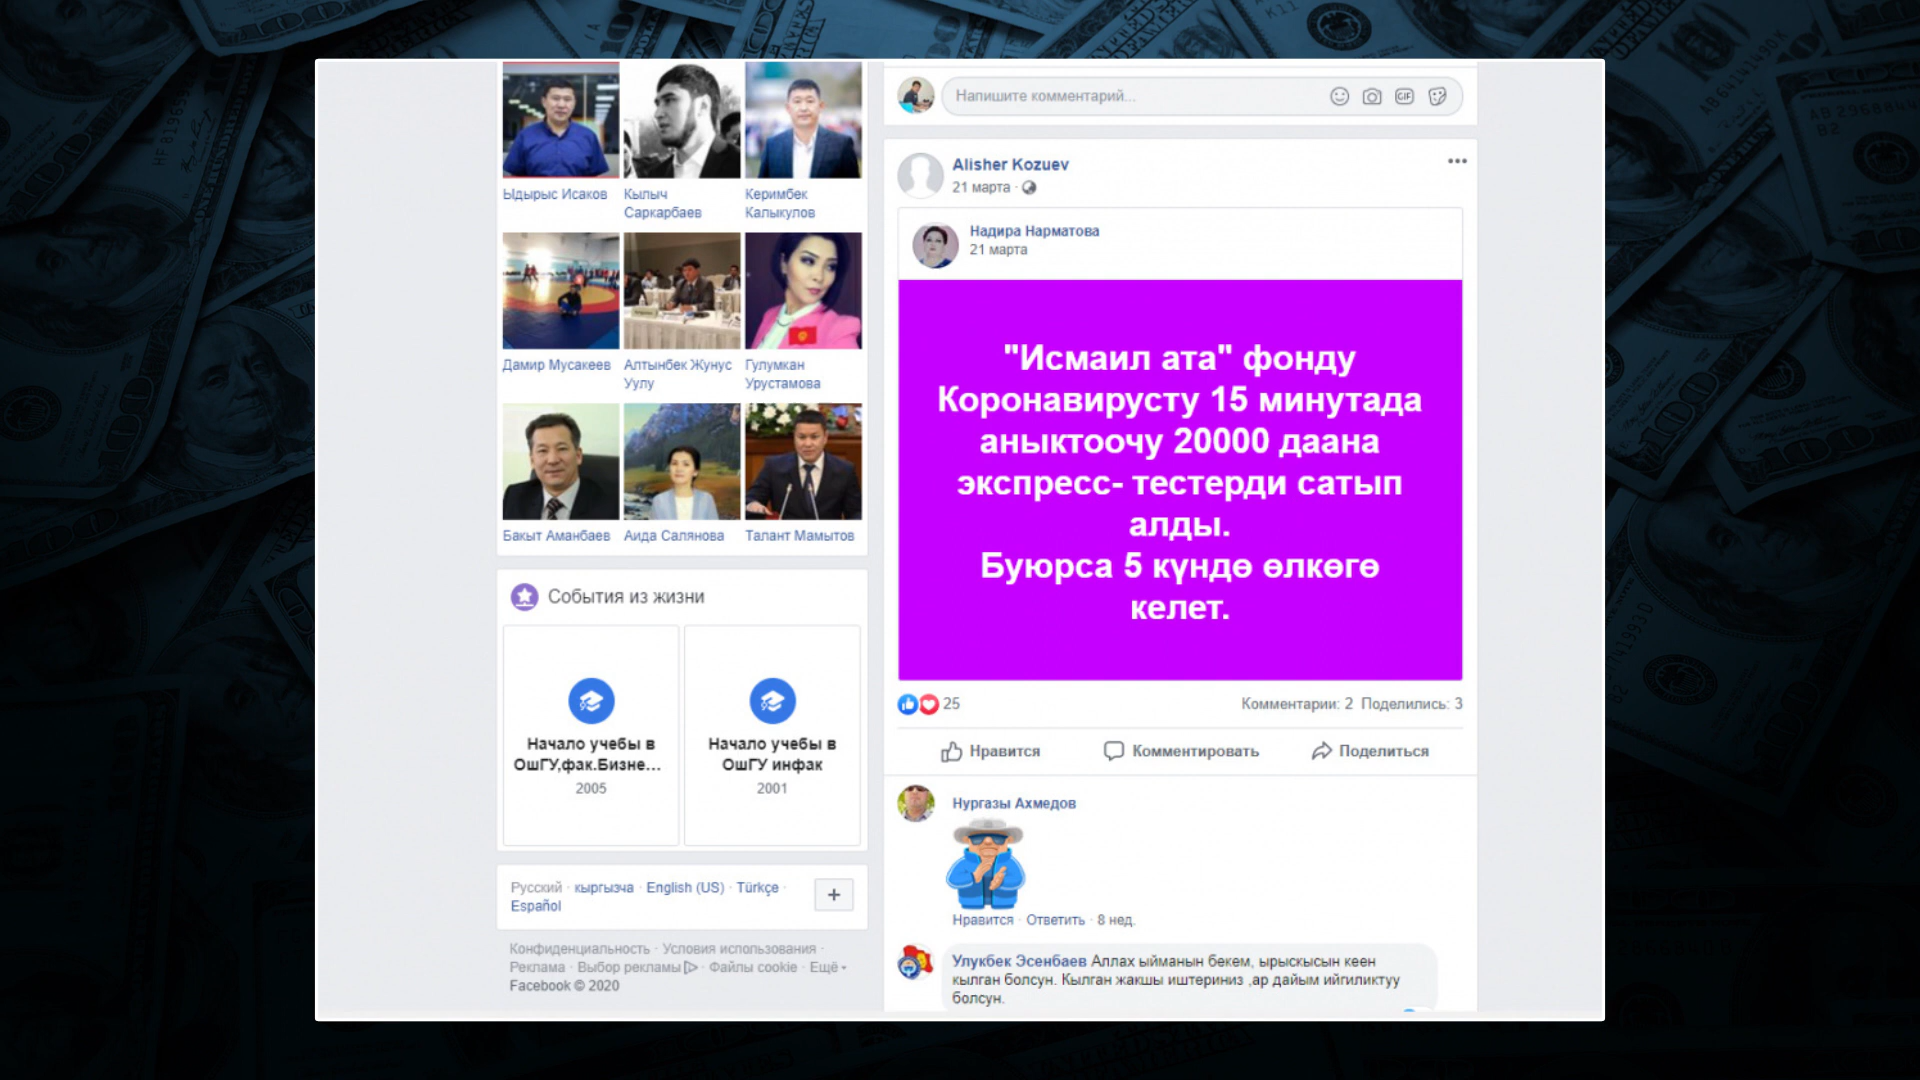 Ыдырыс Исаков
Кылыч
Саркарбаев
Керимбек
Калыкулов
Дамир Мусакеев
Алтынбек Жунус
Уулу
Гулумкан
Урустамова
Бакыт Аманбаев
Аида Салянова
Талант Мамытов
События из жизни
Начало учебы в
ОшГУ,фак.Бизне...
2005
Начало учебы в
ОшГУ инфак
2001
Русский · кыргызча · English (US) · Türkçe ·
Español
Конфиденциальность · Условия использования ·
Реклама · Выбор рекламы · Файлы cookie · Ещё
Facebook © 2020
Напишите комментарий...
GIF
Alisher Kozuev
21 марта ·
Надира Нарматова
21 марта
"Исмаил ата" фонду
Коронавирусту 15 минутада
аныктоочу 20000 даана
экспресс- тестерди сатып
алды.
Буюрса 5 күндө өлкөгө
келет.
25
Комментарии: 2 Поделились: 3
Нравится
Комментировать
Поделиться
Нургазы Ахмедов
Нравится · Ответить · 8 нед.
Улукбек Эсенбаев Аллах ыйманын бекем, ырыскысын кеен
кылган болсун. Кылган жакшы иштериниз ,ар дайым ийгиликтуу
болсун.